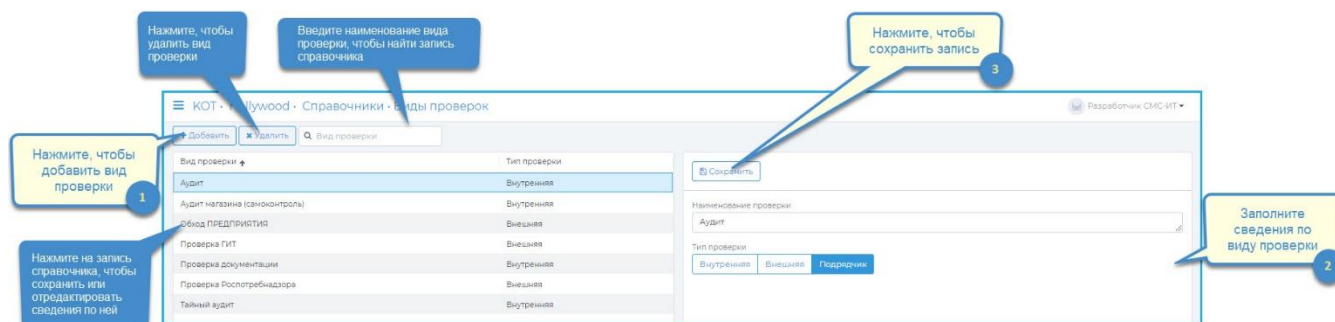 Нажмите, чтобы
удалить вид
проверки
Введите наименование вида
проверки, чтобы найти запись
справочника
Нажмите, чтобы
сохранить запись
3
КОТ • llywood • Справочники • Виды проверок
Разработчик СМС-ИТ
Добавить
Удалить
Вид проверки
Нажмите, чтобы
добавить вид
проверки
1
Вид проверки
Тип проверки
Аудит
Внутренняя
Аудит магазина (самоконтроль)
Внутренняя
Обход ПРЕДПРИЯТИЯ
Внешняя
Проверка ГИТ
Внешняя
Проверка документации
Внутренняя
Проверка Роспотребнадзора
Внешняя
Тайный аудит
Внутренняя
Нажмите на запись
справочника, чтобы
сохранить или
отредактировать
сведения по ней
Сохранить
Наименование проверки
Аудит
Тип проверки
Внутренняя
Внешняя
Подрядчик
Заполните
сведения по
виду проверки
2